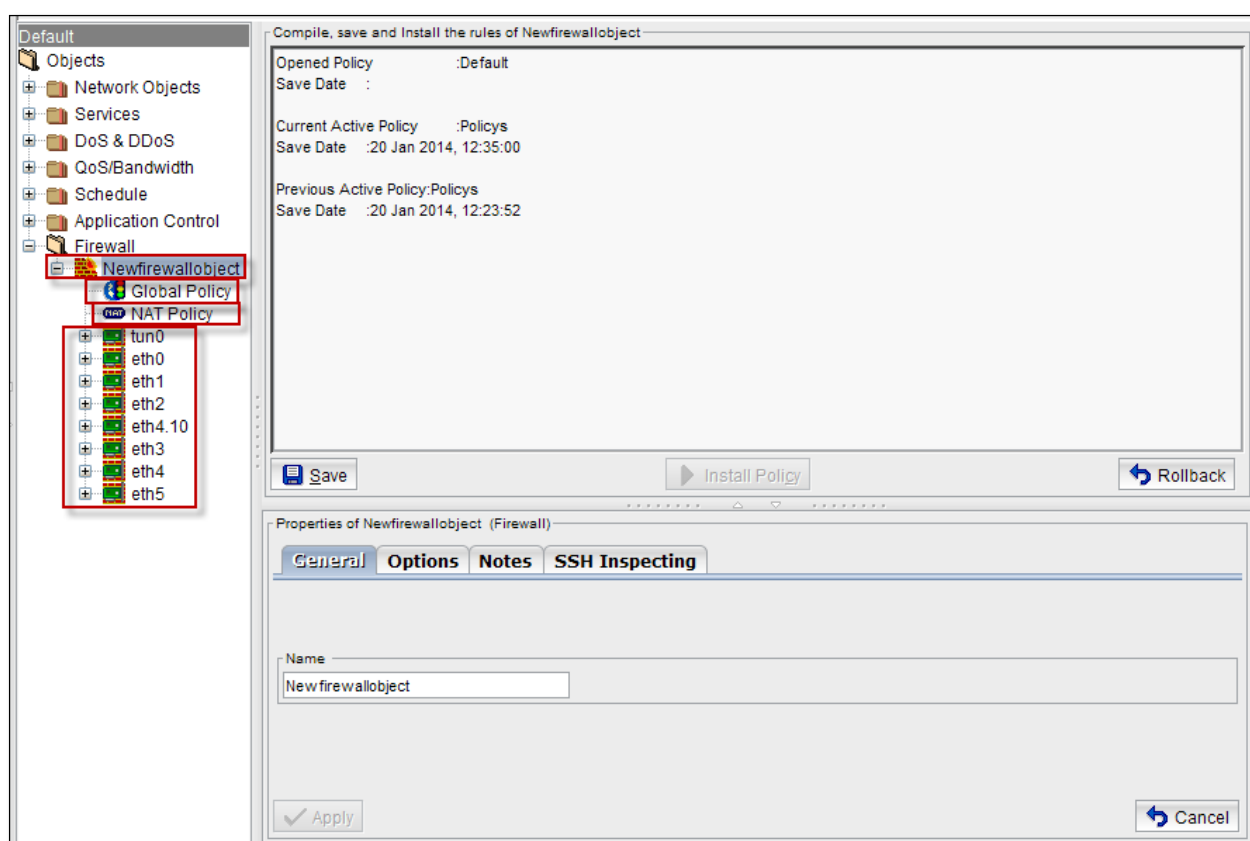 Default
Objects
Network Objects
Services
DoS & DDoS
QoS/Bandwidth
Schedule
Application Control
Firewall
Newfirewallobject
Global Policy
NAT NAT Policy
tun0
eth0
eth1
eth2
eth4.10
eth3
eth4
eth5
Compile, save and Install the rules of Newfirewallobject
Opened Policy :Default
Save Date :
Current Active Policy :Policys
Save Date :20 Jan 2014, 12:35:00
Previous Active Policy:Policys
Save Date :20 Jan 2014, 12:23:52
Save
Install Policy
Rollback
Properties of Newfirewallobject (Firewall)
General Options Notes SSH Inspecting
Name
Newfirewallobject
Apply
Cancel